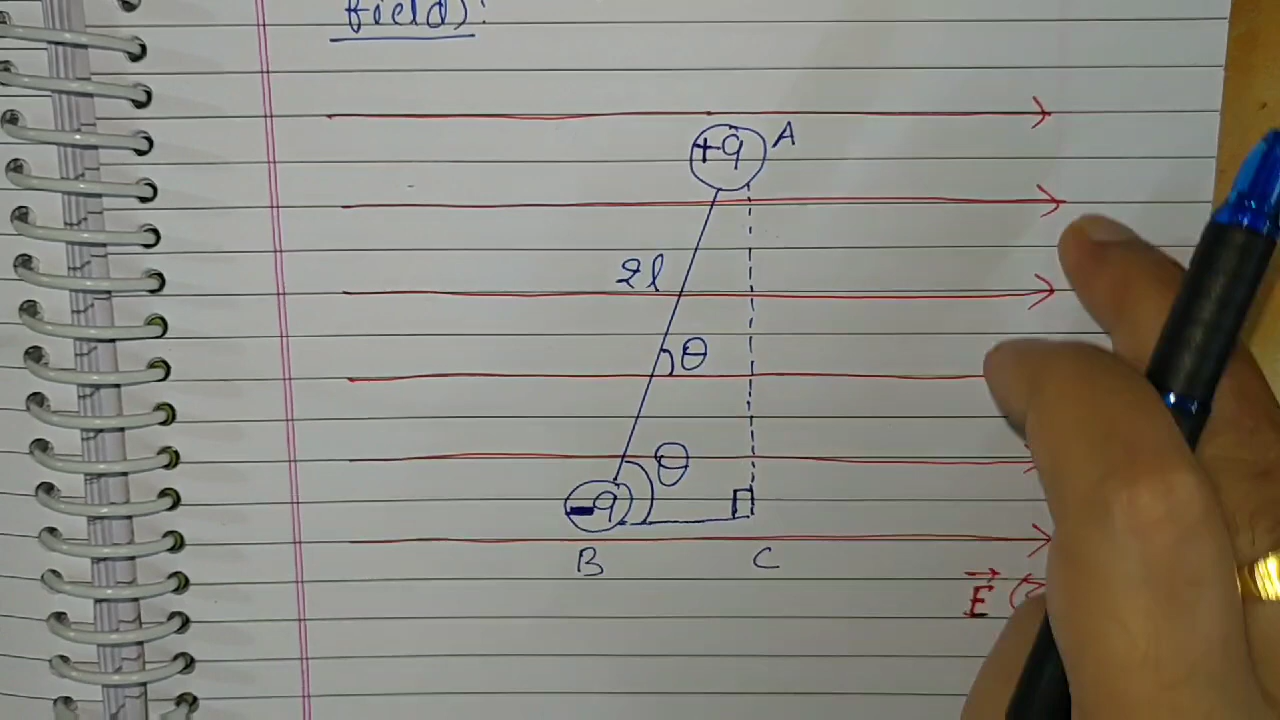 field):
+q A
2l
θ
θ
-q
B C
E (